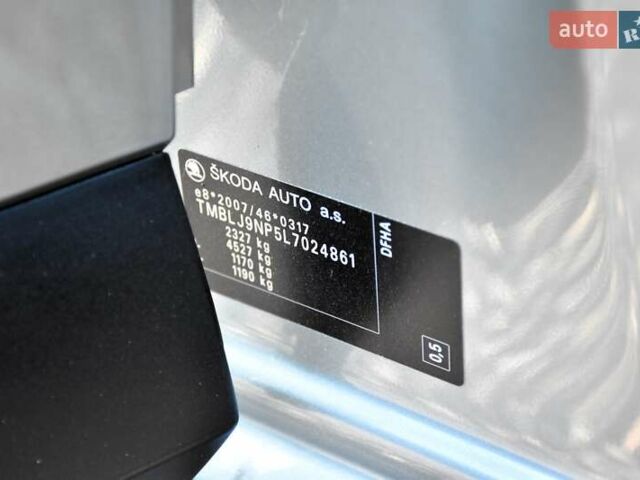 auto R
ŠKODA AUTO a.s.
e8*2007/46*0317
TMBLJ9NP5L7024861
2327 kg
4527 kg
1170 kg
1190 kg
DFHA
0,5